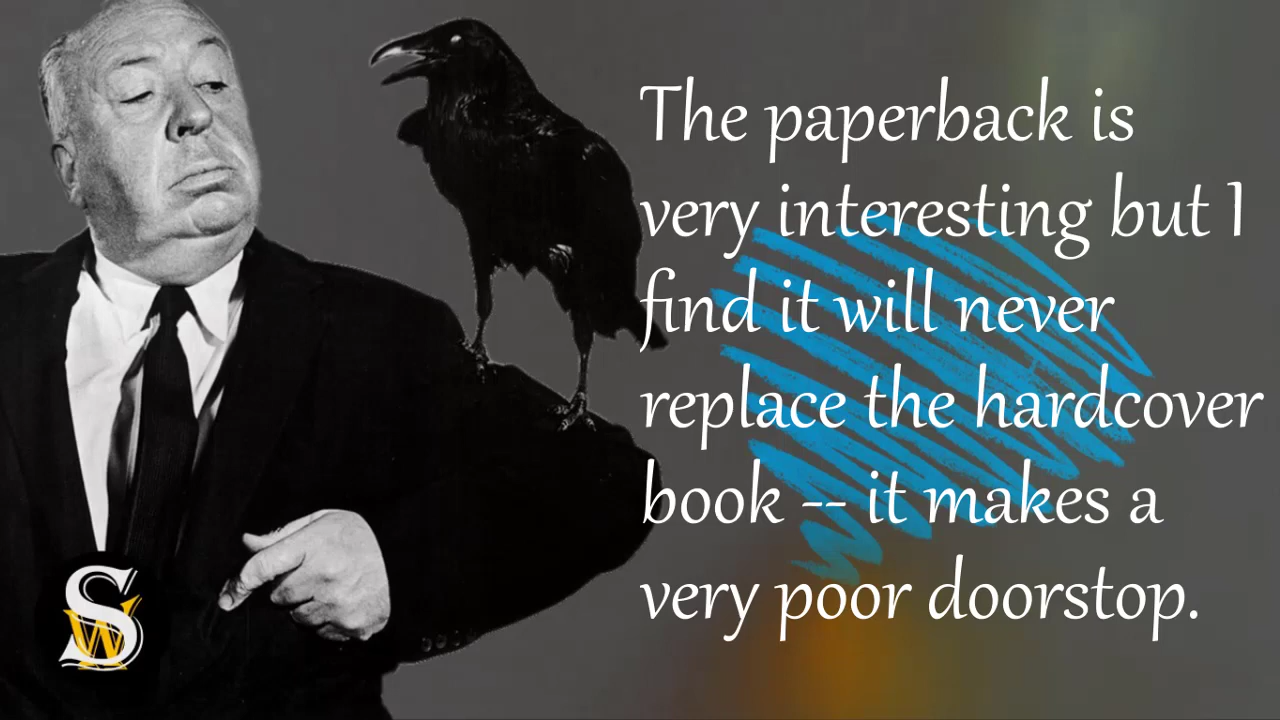 The paperback is
very interesting but I
find it will never
replace the hardcover
book -- it makes a
very poor doorstop.
SW